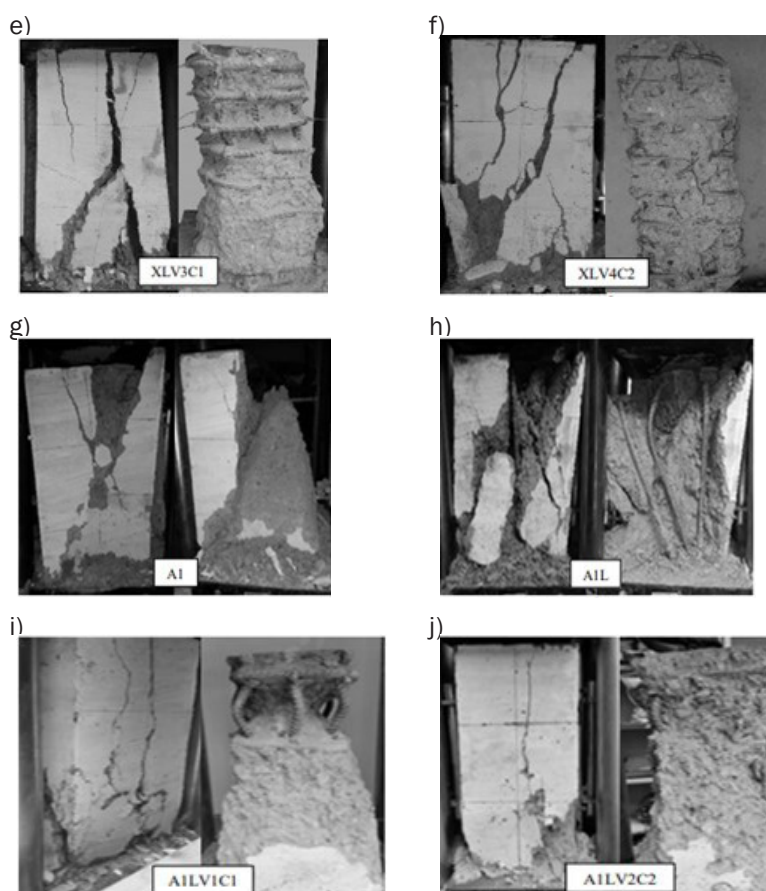 e)
f)
XLV3C1
XLV4C2
g)
h)
A1
A1L
i)
j)
A1LV1C1
A1LV2C2